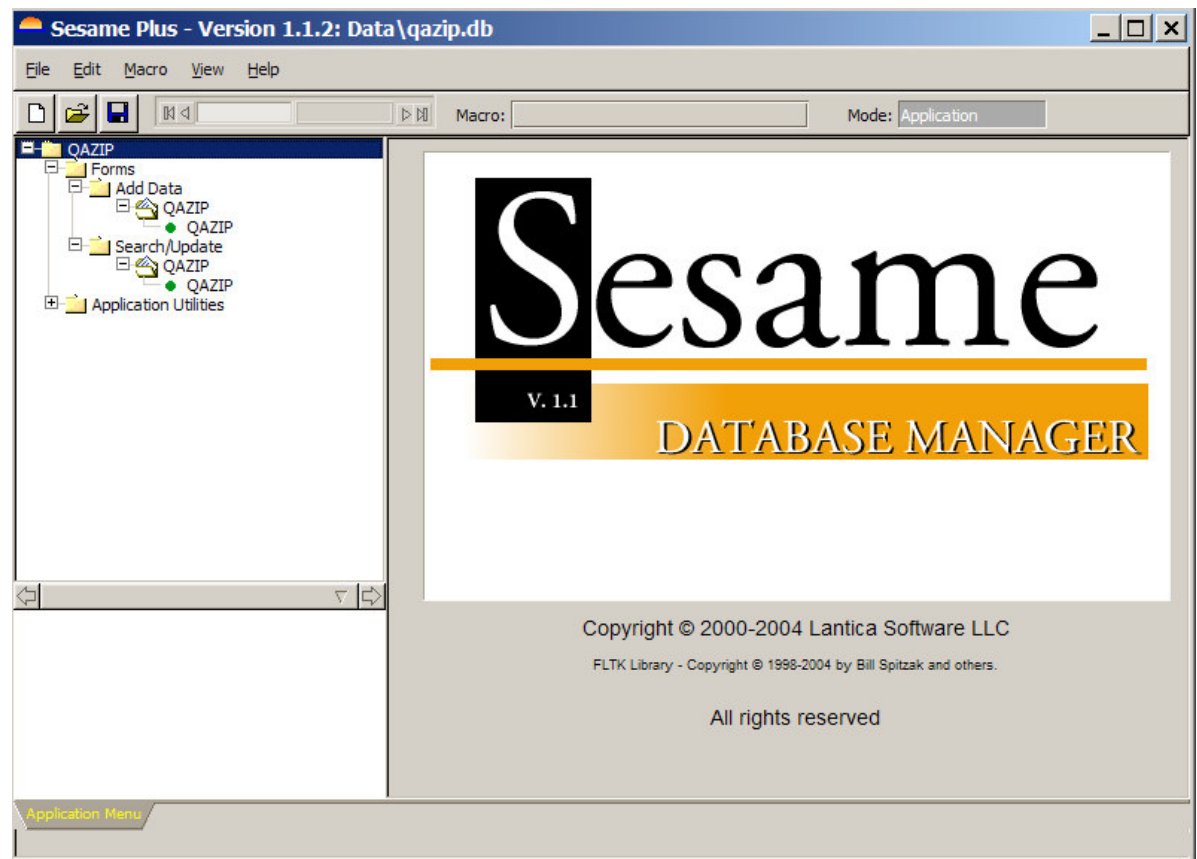 Sesame Plus - Version 1.1.2: Data\qazip.db
File Edit Macro View Help
Macro: Mode: Application
QAZIP
Forms
Add Data
QAZIP
QAZIP
Search/Update
QAZIP
QAZIP
Application Utilities
Sesame
V. 1.1
DATABASE MANAGER
Copyright © 2000-2004 Lantica Software LLC
FLTK Library - Copyright © 1998-2004 by Bill Spitzak and others.
All rights reserved
Application Menu